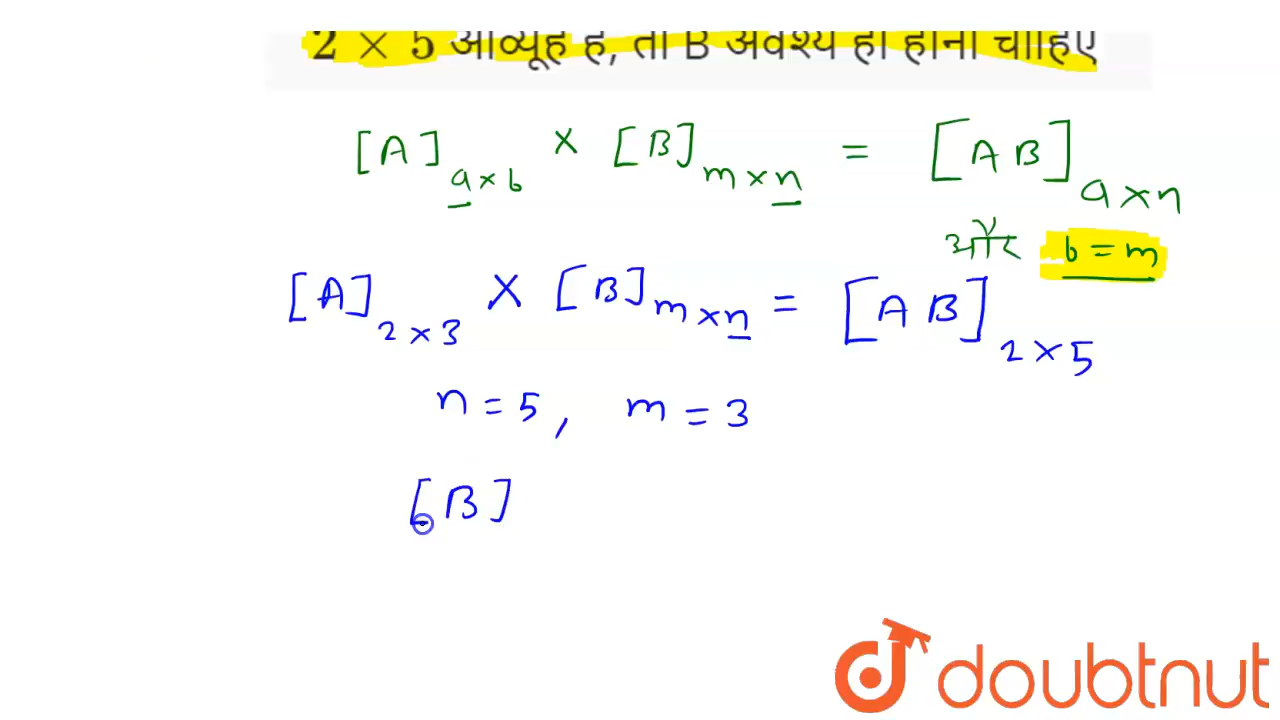 2 × 5 आव्यूह है, तो B अवश्य ही होना चाहिए
[A] a×b × [B] m×n = [AB] a×n
और b = m
[A] 2×3 × [B] m×n = [AB] 2×5
n = 5, m = 3
[B]
doubtnut